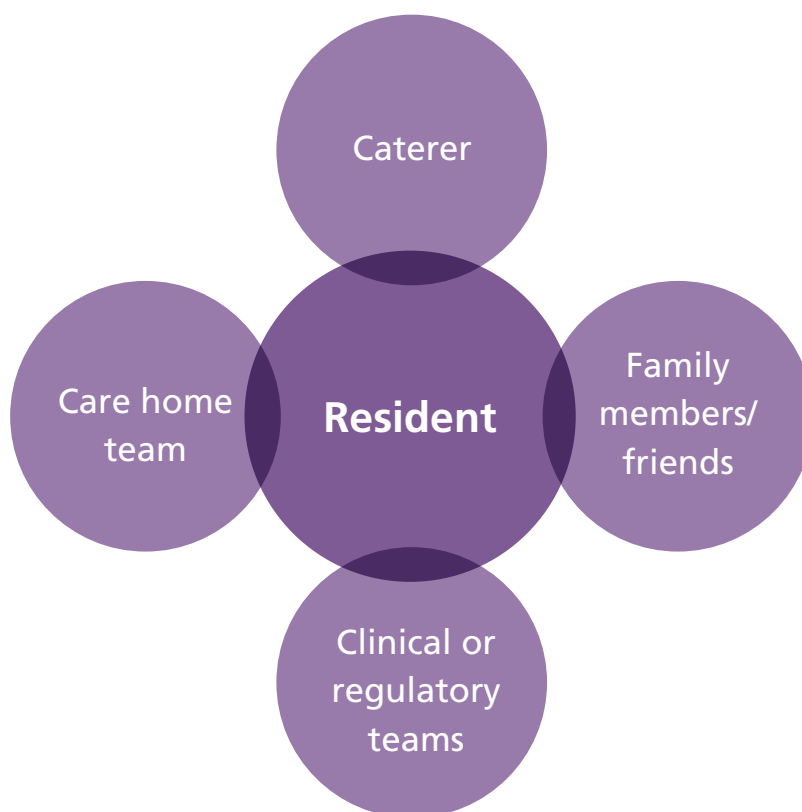 Caterer
Care home
team
Resident
Family
members/
friends
Clinical or
regulatory
teams